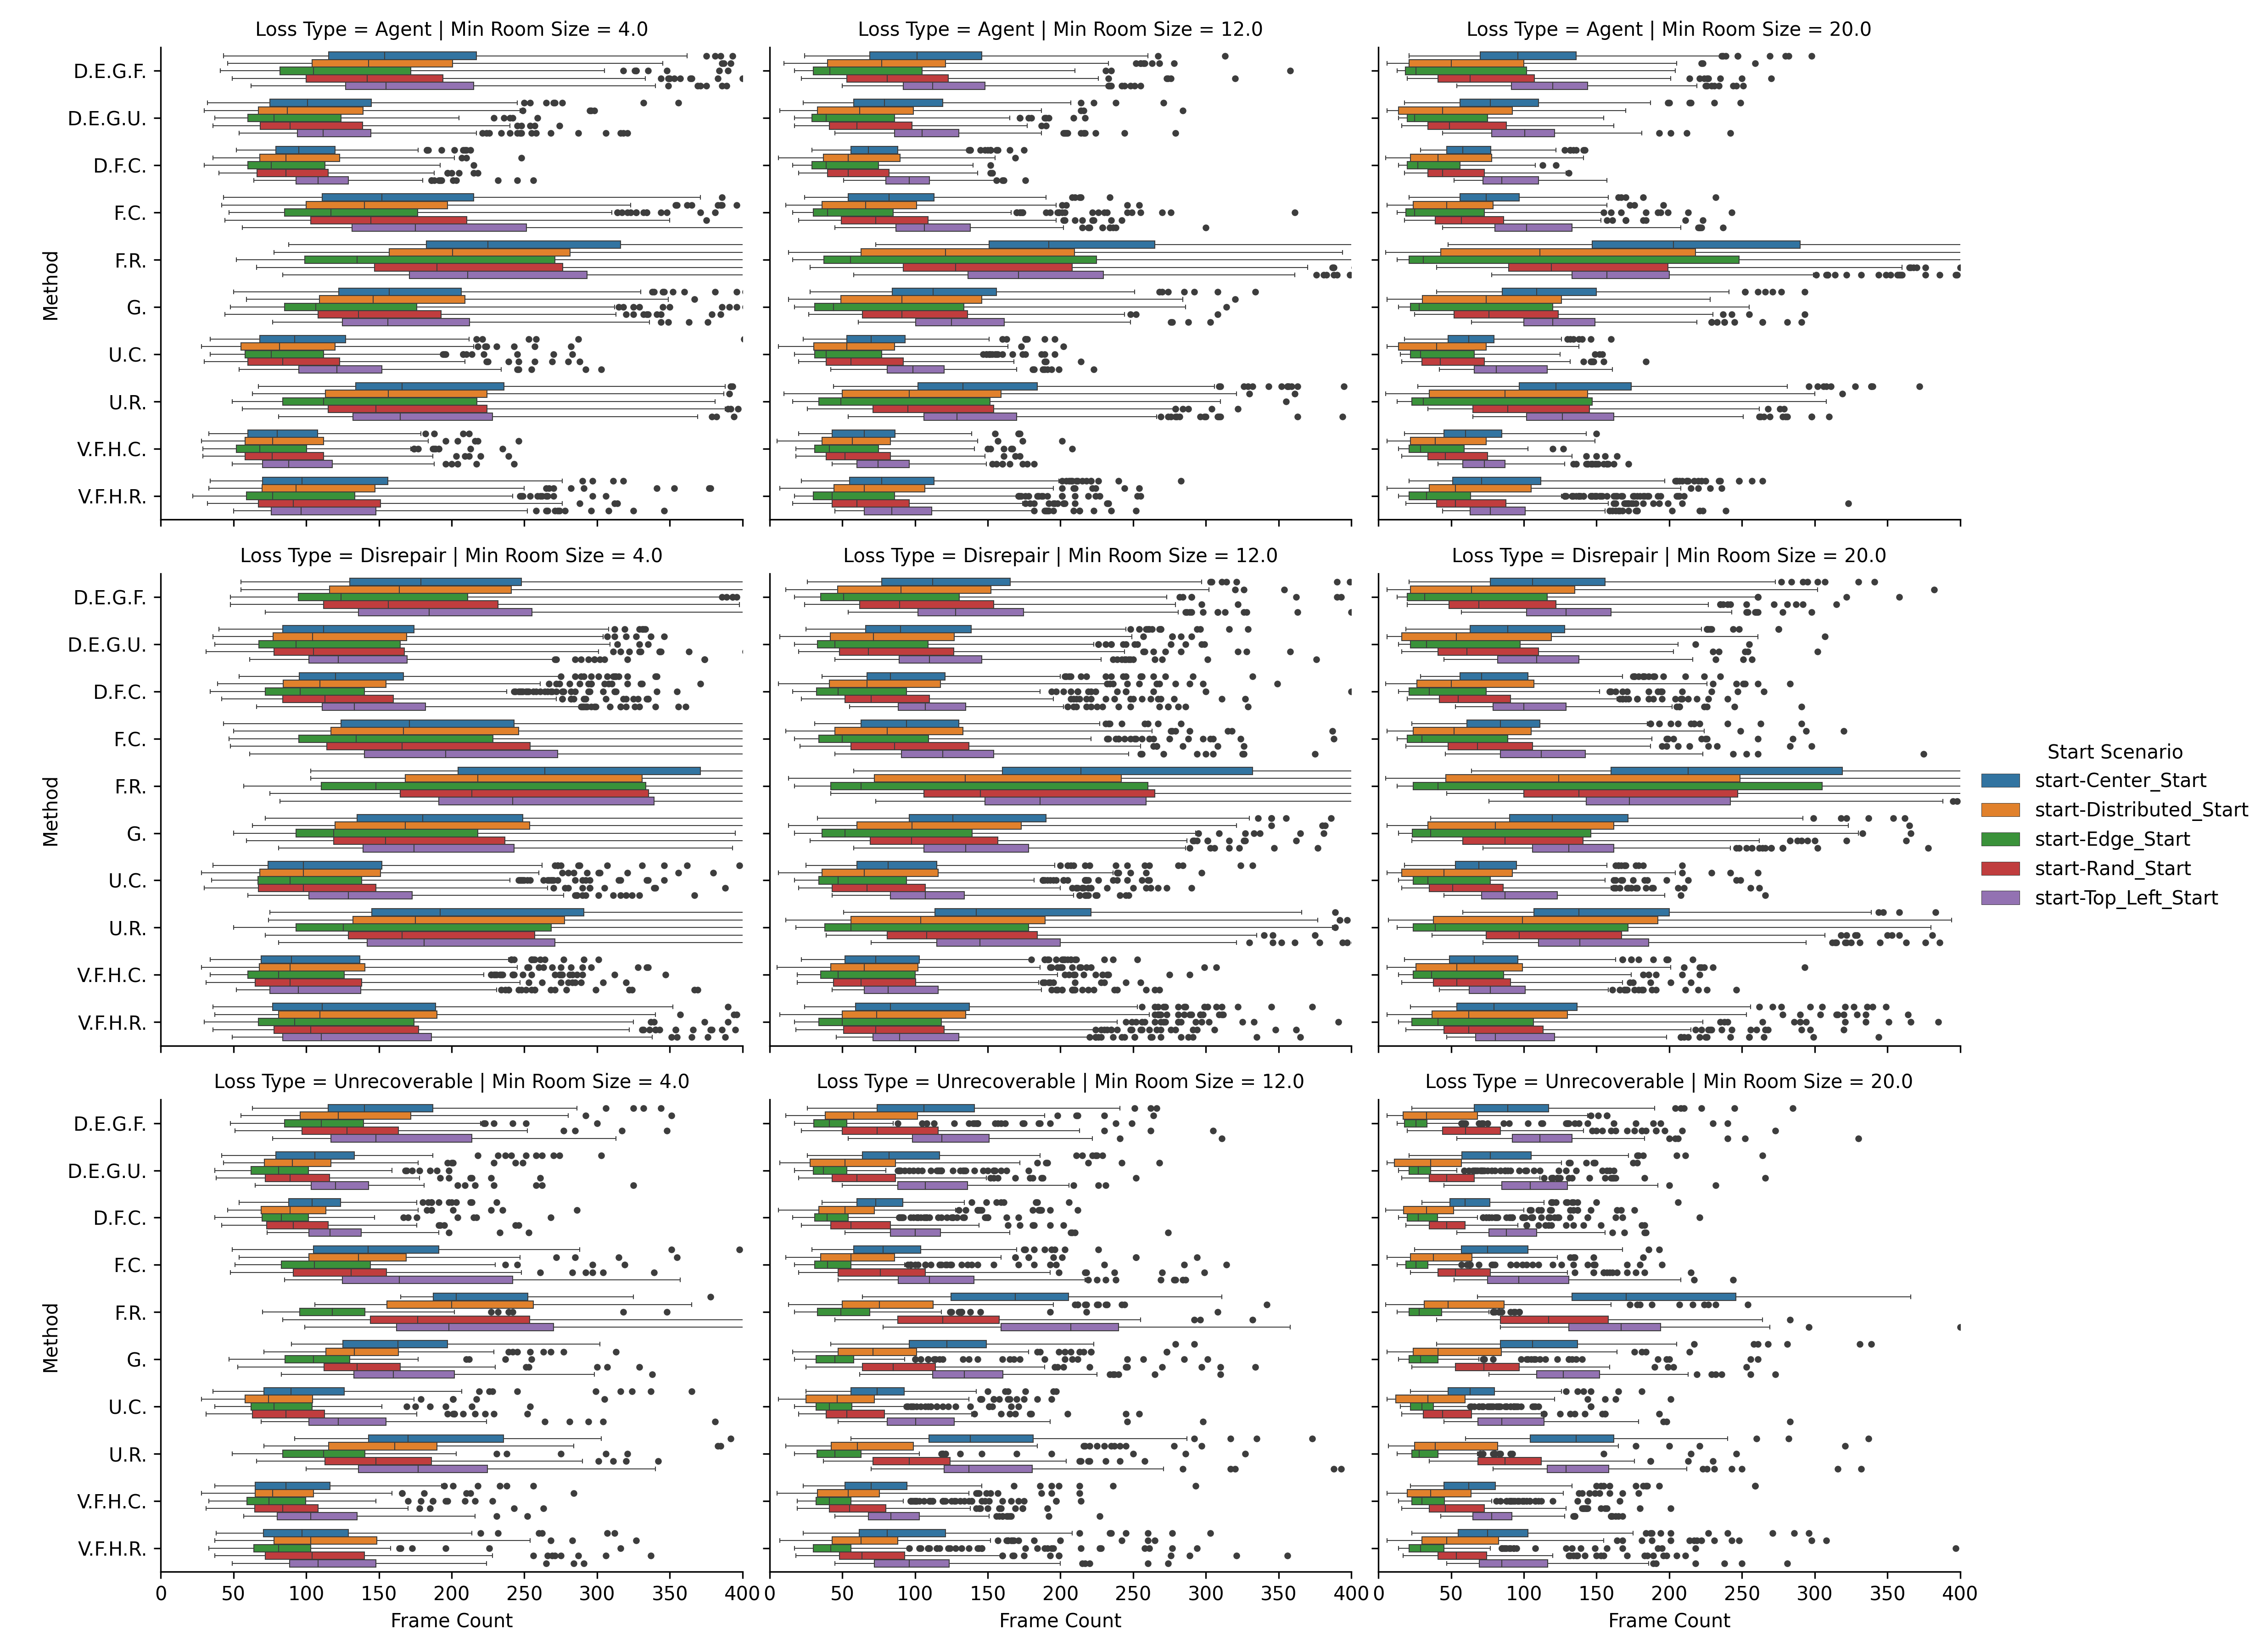 Loss Type = Agent | Min Room Size = 4.0
Loss Type = Agent | Min Room Size = 12.0
Loss Type = Agent | Min Room Size = 20.0
Method
D.E.G.F.
D.E.G.U.
D.F.C.
F.C.
F.R.
G.
U.C.
U.R.
V.F.H.C.
V.F.H.R.
Loss Type = Disrepair | Min Room Size = 4.0
Loss Type = Disrepair | Min Room Size = 12.0
Loss Type = Disrepair | Min Room Size = 20.0
Method
D.E.G.F.
D.E.G.U.
D.F.C.
F.C.
F.R.
G.
U.C.
U.R.
V.F.H.C.
V.F.H.R.
Start Scenario
start-Center_Start
start-Distributed_Start
start-Edge_Start
start-Rand_Start
start-Top_Left_Start
Loss Type = Unrecoverable | Min Room Size = 4.0
Loss Type = Unrecoverable | Min Room Size = 12.0
Loss Type = Unrecoverable | Min Room Size = 20.0
Method
D.E.G.F.
D.E.G.U.
D.F.C.
F.C.
F.R.
G.
U.C.
U.R.
V.F.H.C.
V.F.H.R.
0 50 100 150 200 250 300 350 400
0 50 100 150 200 250 300 350 400
0 50 100 150 200 250 300 350 400
Frame Count
Frame Count
Frame Count